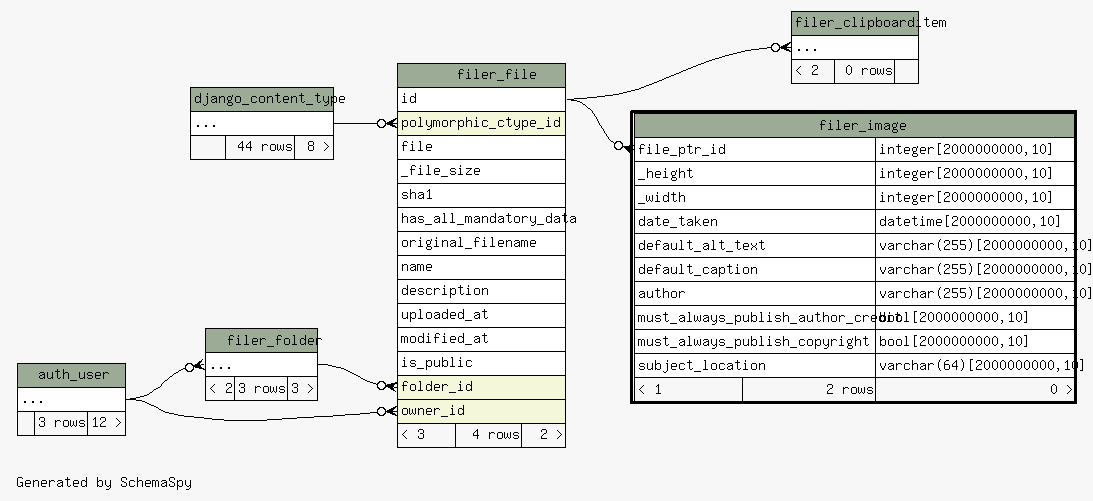 filer_clipboarditem
...
< 2 0 rows
filer_file
id
polymorphic_ctype_id
file
_file_size
sha1
has_all_mandatory_data
original_filename
name
description
uploaded_at
modified_at
is_public
folder_id
owner_id
< 3 4 rows 2 >
django_content_type
...
44 rows 8 >
filer_image
file_ptr_id integer[2000000000,10]
_height integer[2000000000,10]
_width integer[2000000000,10]
date_taken datetime[2000000000,10]
default_alt_text varchar(255)[2000000000,10]
default_caption varchar(255)[2000000000,10]
author varchar(255)[2000000000,10]
must_always_publish_author_credit bool[2000000000,10]
must_always_publish_copyright bool[2000000000,10]
subject_location varchar(64)[2000000000,10]
< 1 2 rows 0 >
filer_folder
...
< 2 3 rows 3 >
auth_user
...
3 rows 12 >
Generated by SchemaSpy